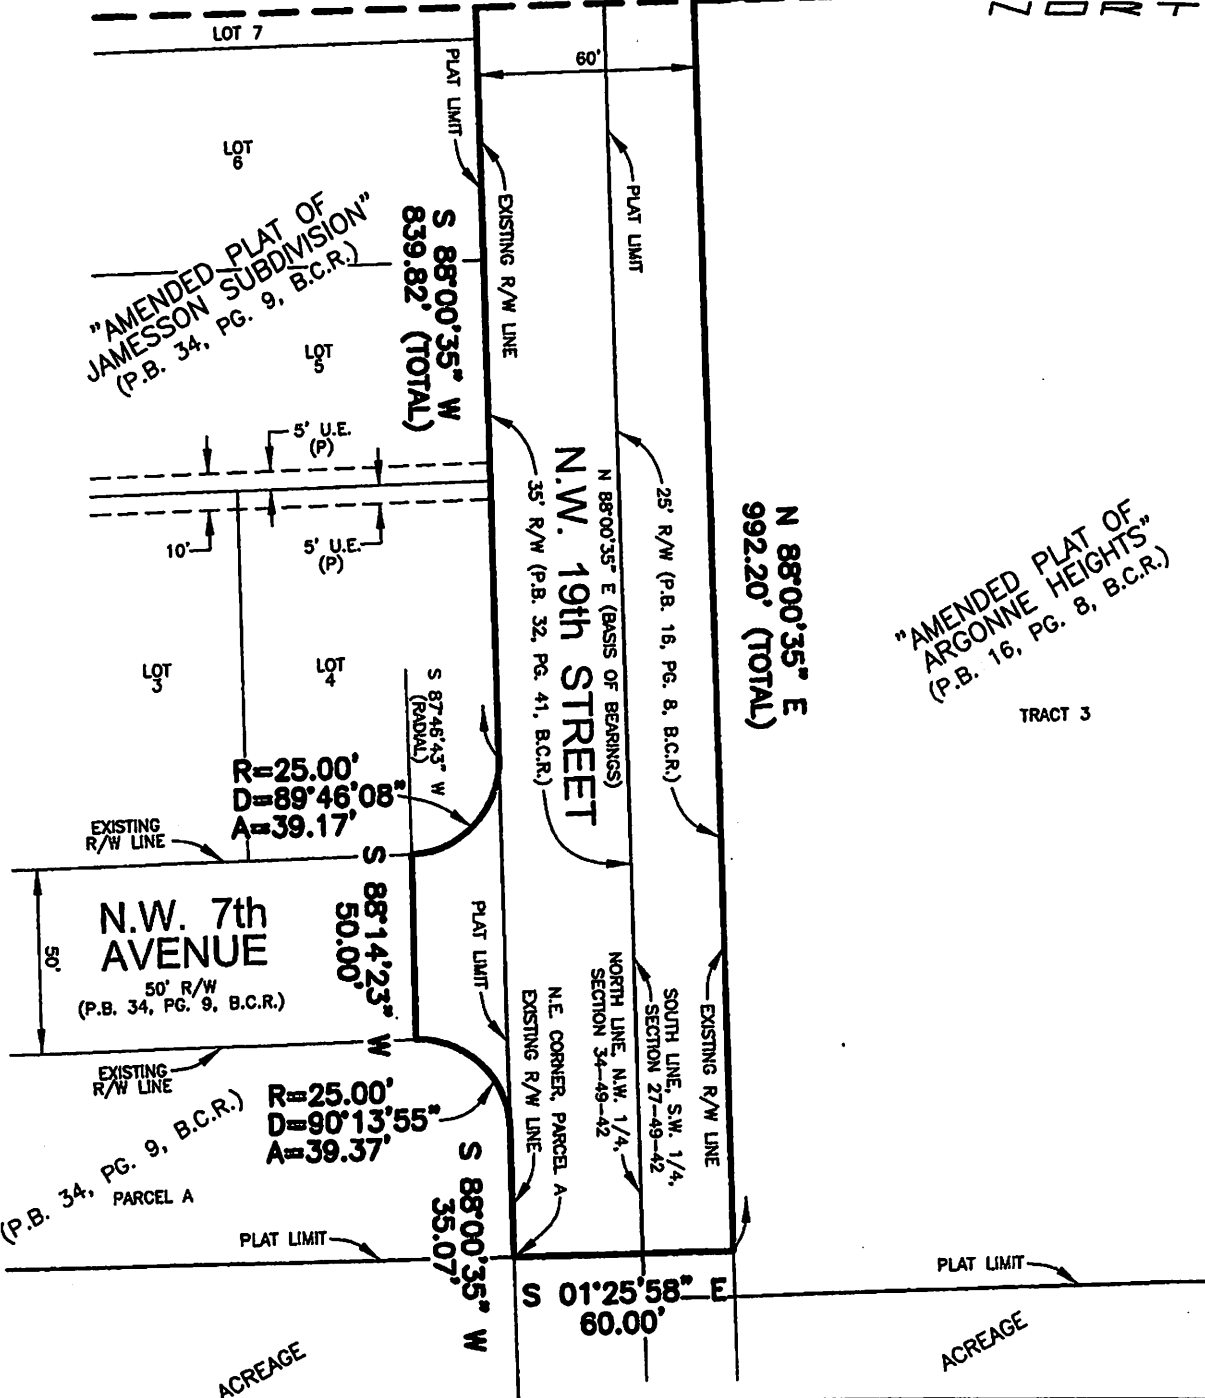 NORT
LOT 7
60'
PLAT LIMIT
LOT
6
EXISTING R/W LINE
PLAT LIMIT
"AMENDED PLAT OF
JAMESSON SUBDIVISION"
(P.B. 34, PG. 9, B.C.R.)
S 88°00'35" W
839.82' (TOTAL)
LOT
5
5' U.E.
(P)
10'
5' U.E.
(P)
N.W. 19th STREET
N 88°00'35" E (BASIS OF BEARINGS)
35' R/W (P.B. 32, PG. 41, B.C.R.)
25' R/W (P.B. 16, PG. 8, B.C.R.)
N 88°00'35" E
992.20' (TOTAL)
"AMENDED PLAT OF
ARGONNE HEIGHTS"
(P.B. 16, PG. 8, B.C.R.)
TRACT 3
LOT
3
LOT
4
S 87°46'43" W
(RADIAL)
R=25.00'
D=89°46'08"
A=39.17'
EXISTING
R/W LINE
N.W. 7th
AVENUE
50' R/W
(P.B. 34, PG. 9, B.C.R.)
50'
S 88°14'23" W
50.00'
PLAT LIMIT
N.E. CORNER, PARCEL A
EXISTING R/W LINE
NORTH LINE, N.W. 1/4,
SECTION 34-49-42
SOUTH LINE, S.W. 1/4,
SECTION 27-49-42
EXISTING R/W LINE
EXISTING
R/W LINE
R=25.00'
D=90°13'55"
A=39.37'
(P.B. 34, PG. 9, B.C.R.)
PARCEL A
S 88°00'35" W
35.07'
PLAT LIMIT
S 01°25'58" E
60.00'
PLAT LIMIT
ACREAGE
ACREAGE